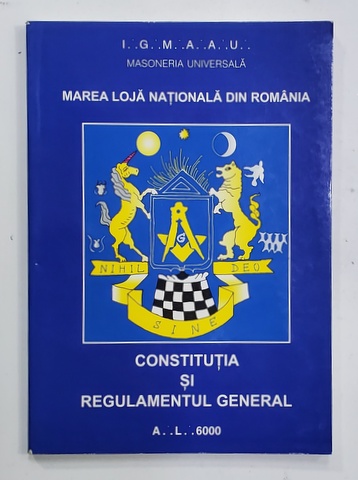 I∴G∴M∴A∴A∴U∴
MASONERIA UNIVERSALĂ
MAREA LOJĂ NAȚIONALĂ DIN ROMÂNIA
G
NIHIL DEO
SINE
CONSTITUȚIA
ȘI
REGULAMENTUL GENERAL
A∴L∴6000